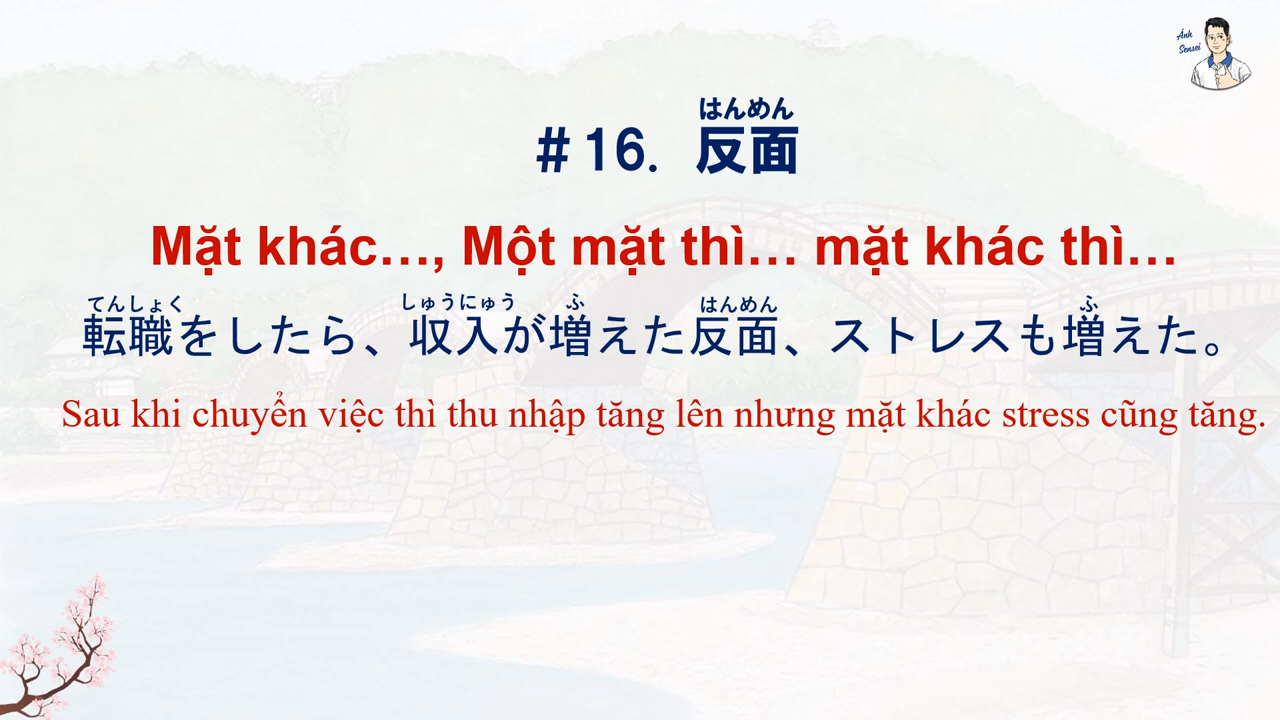 Ánh
Sensei
はんめん
#16. 反面
Mặt khác…, Một mặt thì… mặt khác thì…
てんしょく しゅうにゅう ふ はんめん ふ
転職をしたら、収入が増えた反面、ストレスも増えた。
Sau khi chuyển việc thì thu nhập tăng lên nhưng mặt khác stress cũng tăng.